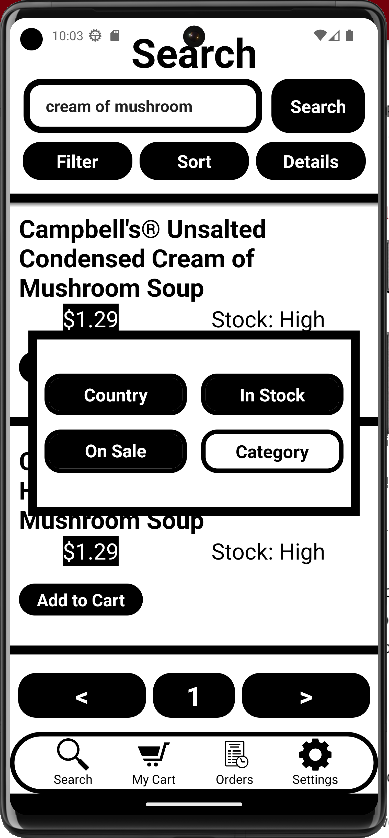 10:03
Search
cream of mushroom
Search
Filter
Sort
Details
Campbell's® Unsalted
Condensed Cream of
Mushroom Soup
$1.29
Stock: High
Country
In Stock
On Sale
Category
Mushroom Soup
$1.29
Stock: High
Add to Cart
<
1
>
Search
My Cart
Orders
Settings